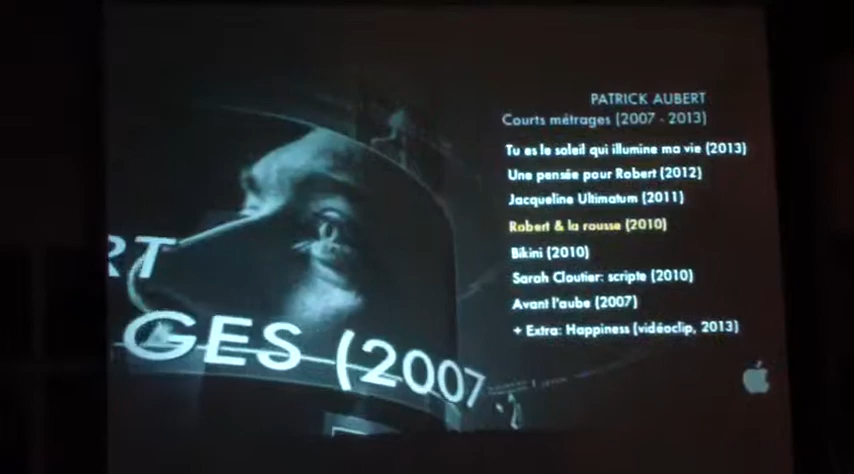 PATRICK AUBERT
Courts métrages (2007 - 2013)
Tu es le soleil qui illumine ma vie (2013)
Une pensée pour Robert (2012)
Jacqueline Ultimatum (2011)
Robert & la rousse (2010)
Bikini (2010)
Sarah Cloutier: scripte (2010)
Avant l'aube (2007)
+ Extra: Happiness (vidéoclip, 2013)
RT
GES (2007